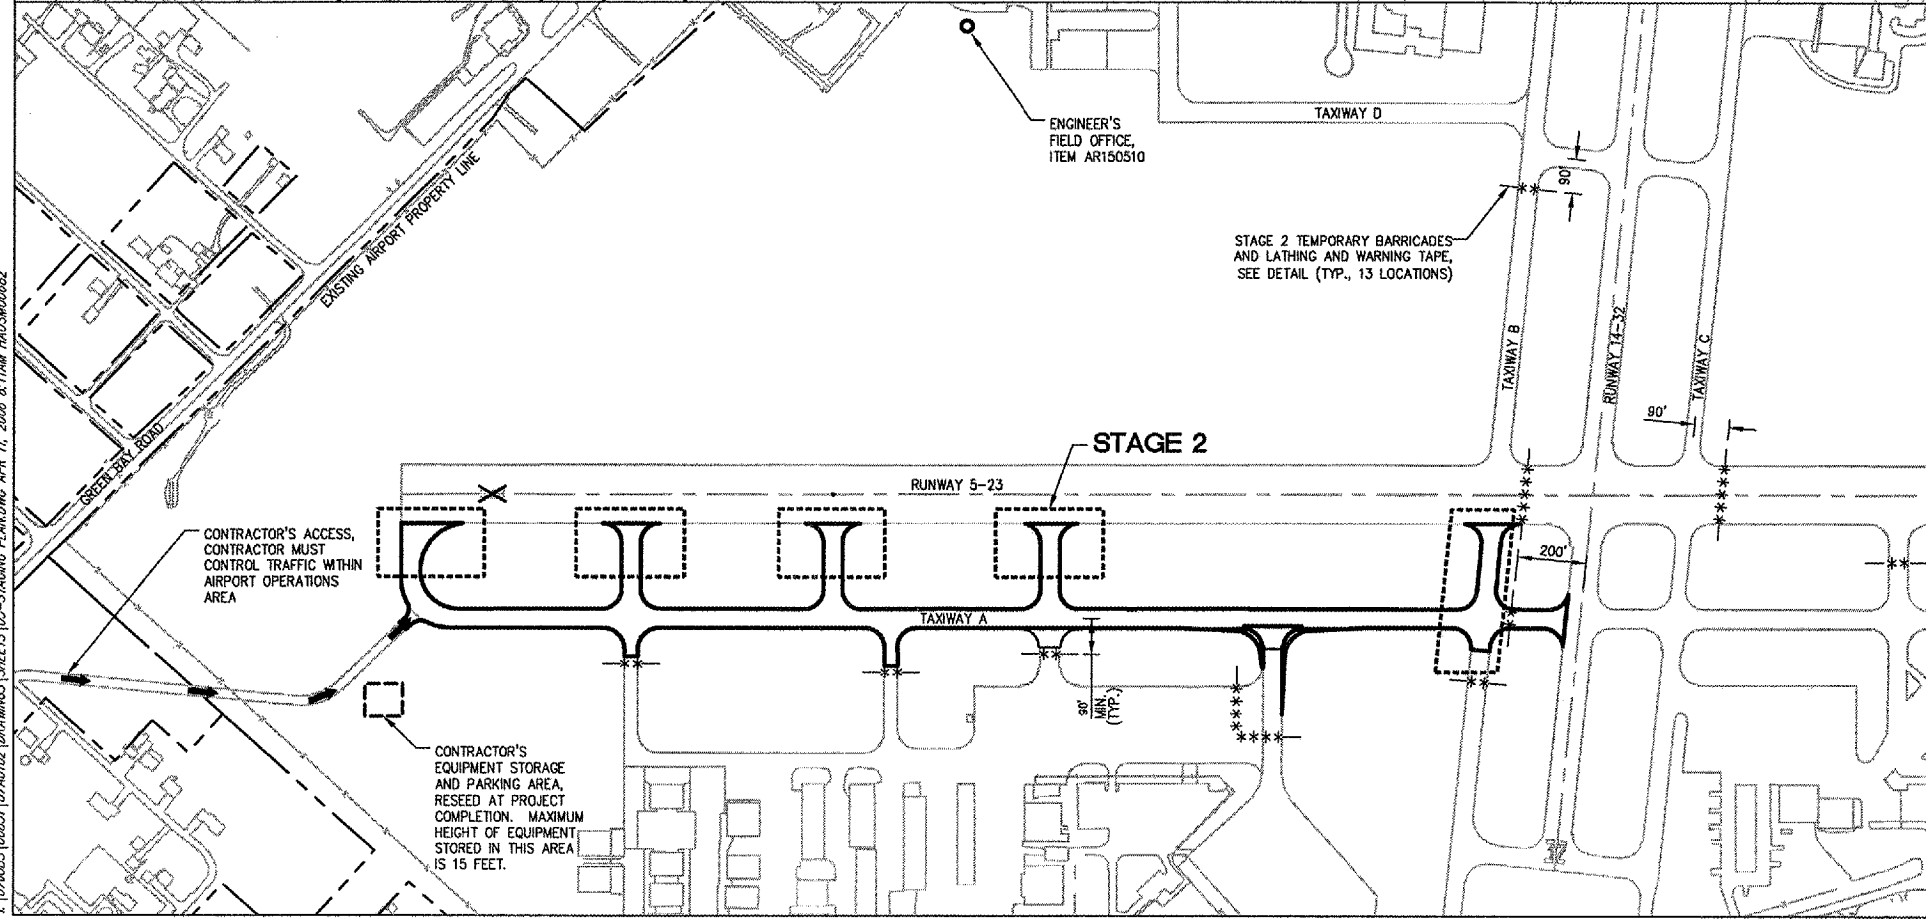 TAXIWAY D
ENGINEER'S
FIELD OFFICE,
ITEM AR150510
90'
EXISTING AIRPORT PROPERTY LINE
STAGE 2 TEMPORARY BARRICADES
AND LATHING AND WARNING TAPE,
SEE DETAIL (TYP., 13 LOCATIONS)
TAXIWAY B
RUNWAY 14-32
TAXIWAY C
90'
GREEN BAY ROAD
STAGE 2
RUNWAY 5-23
CONTRACTOR'S ACCESS,
CONTRACTOR MUST
CONTROL TRAFFIC WITHIN
AIRPORT OPERATIONS
AREA
200'
TAXIWAY A
90'
MIN.
(TYP.)
CONTRACTOR'S
EQUIPMENT STORAGE
AND PARKING AREA,
RESEED AT PROJECT
COMPLETION. MAXIMUM
HEIGHT OF EQUIPMENT
STORED IN THIS AREA
IS 15 FEET.